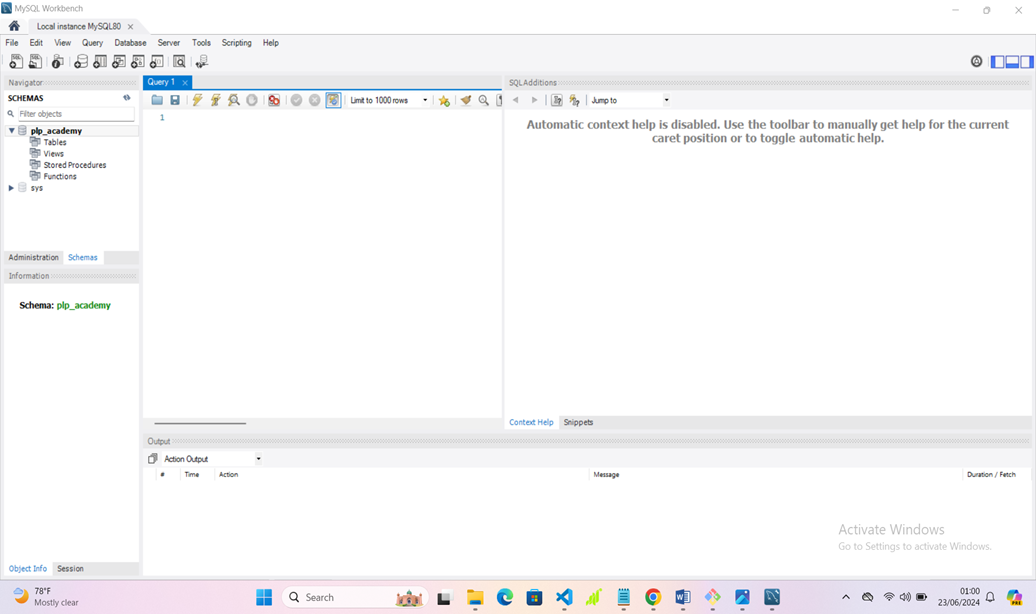 MySQL Workbench
Local instance MySQL80
File Edit View Query Database Server Tools Scripting Help
Navigator
SCHEMAS
Filter objects
plp_academy
Tables
Views
Stored Procedures
Functions
sys
Administration Schemas
Information
Schema: plp_academy
Object Info Session
Query 1
Limit to 1000 rows
1
SQLAdditions
Jump to
Automatic context help is disabled. Use the toolbar to manually get help for the current
caret position or to toggle automatic help.
Context Help Snippets
Output
Action Output
# Time Action Message Duration / Fetch
Activate Windows
Go to Settings to activate Windows.
78°F
Mostly clear
Search
01:00
23/06/2024